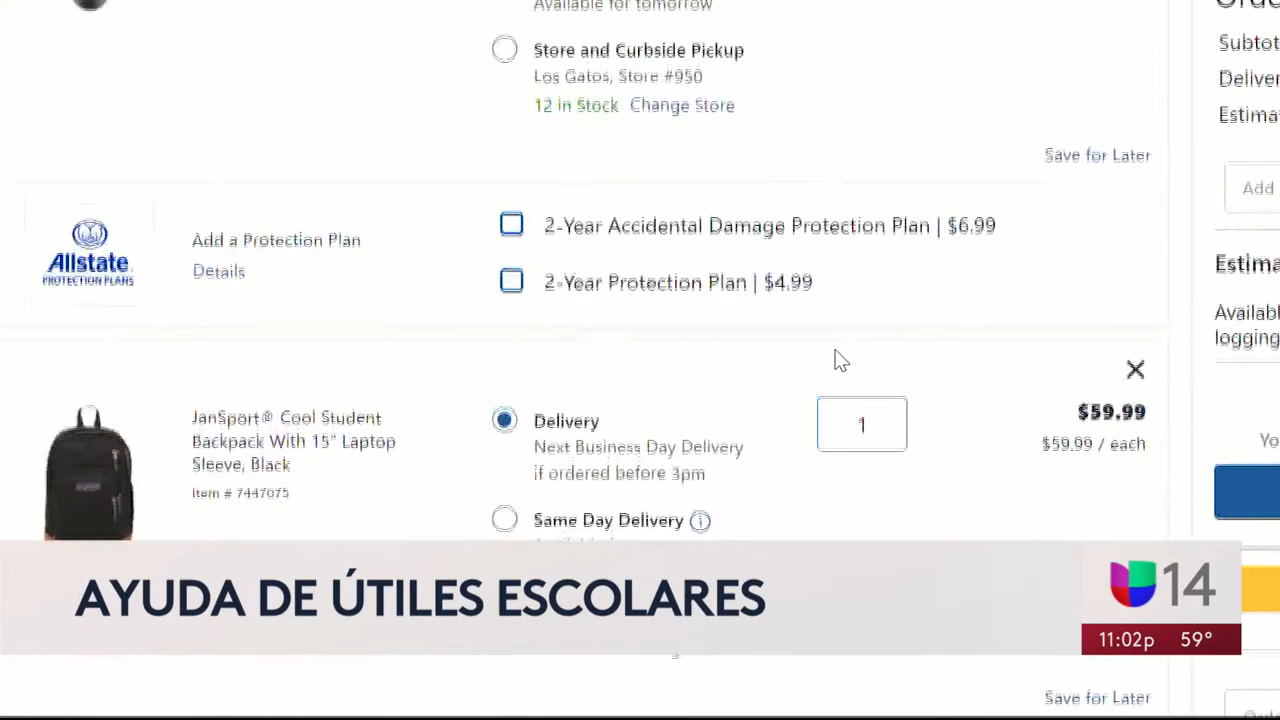 Available for tomorrow
Store and Curbside Pickup
Los Gatos, Store #950
12 in Stock Change Store
Save for Later
Subtot
Deliver
Estima
Add
Allstate
PROTECTION PLANS
Add a Protection Plan
Details
2-Year Accidental Damage Protection Plan | $6.99
2-Year Protection Plan | $4.99
Estima
Availabl
logging
JanSport® Cool Student
Backpack With 15" Laptop
Sleeve, Black
Item # 7447075
Delivery
Next Business Day Delivery
if ordered before 3pm
Same Day Delivery
1
$59.99
$59.99 / each
Yo
AYUDA DE ÚTILES ESCOLARES
14
11:02p 59°
Save for Later